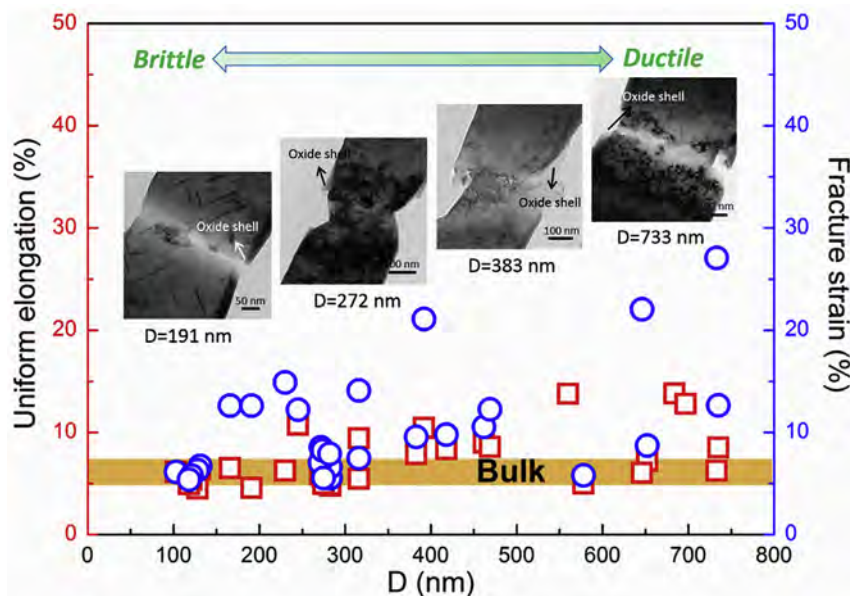 Brittle
Ductile
Oxide shell
50 nm
D=191 nm
Oxide shell
D=272 nm
Oxide shell
100 nm
D=383 nm
Oxide shell
D=733 nm
Bulk
Uniform elongation (%)
50
40
30
20
10
0
Fracture strain (%)
50
40
30
20
10
0
0
100
200
300
400
500
600
700
800
D (nm)